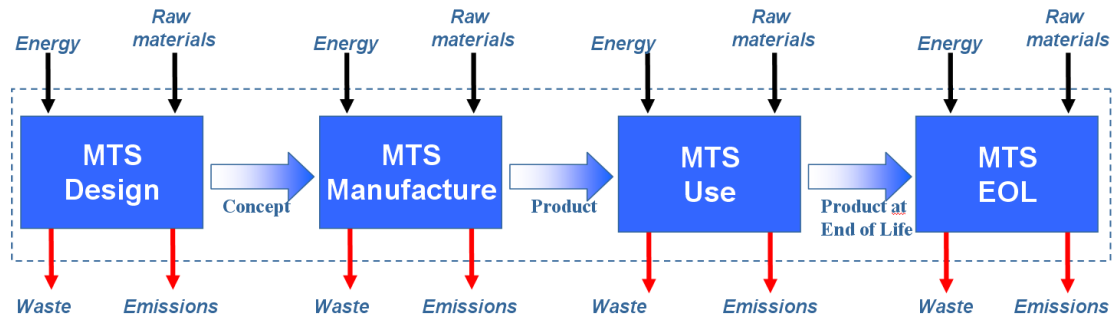 Energy
Raw
materials
Energy
Raw
materials
Energy
Raw
materials
Energy
Raw
materials
MTS
Design
Concept
MTS
Manufacture
Product
MTS
Use
Product at
End of Life
MTS
EOL
Waste
Emissions
Waste
Emissions
Waste
Emissions
Waste
Emissions